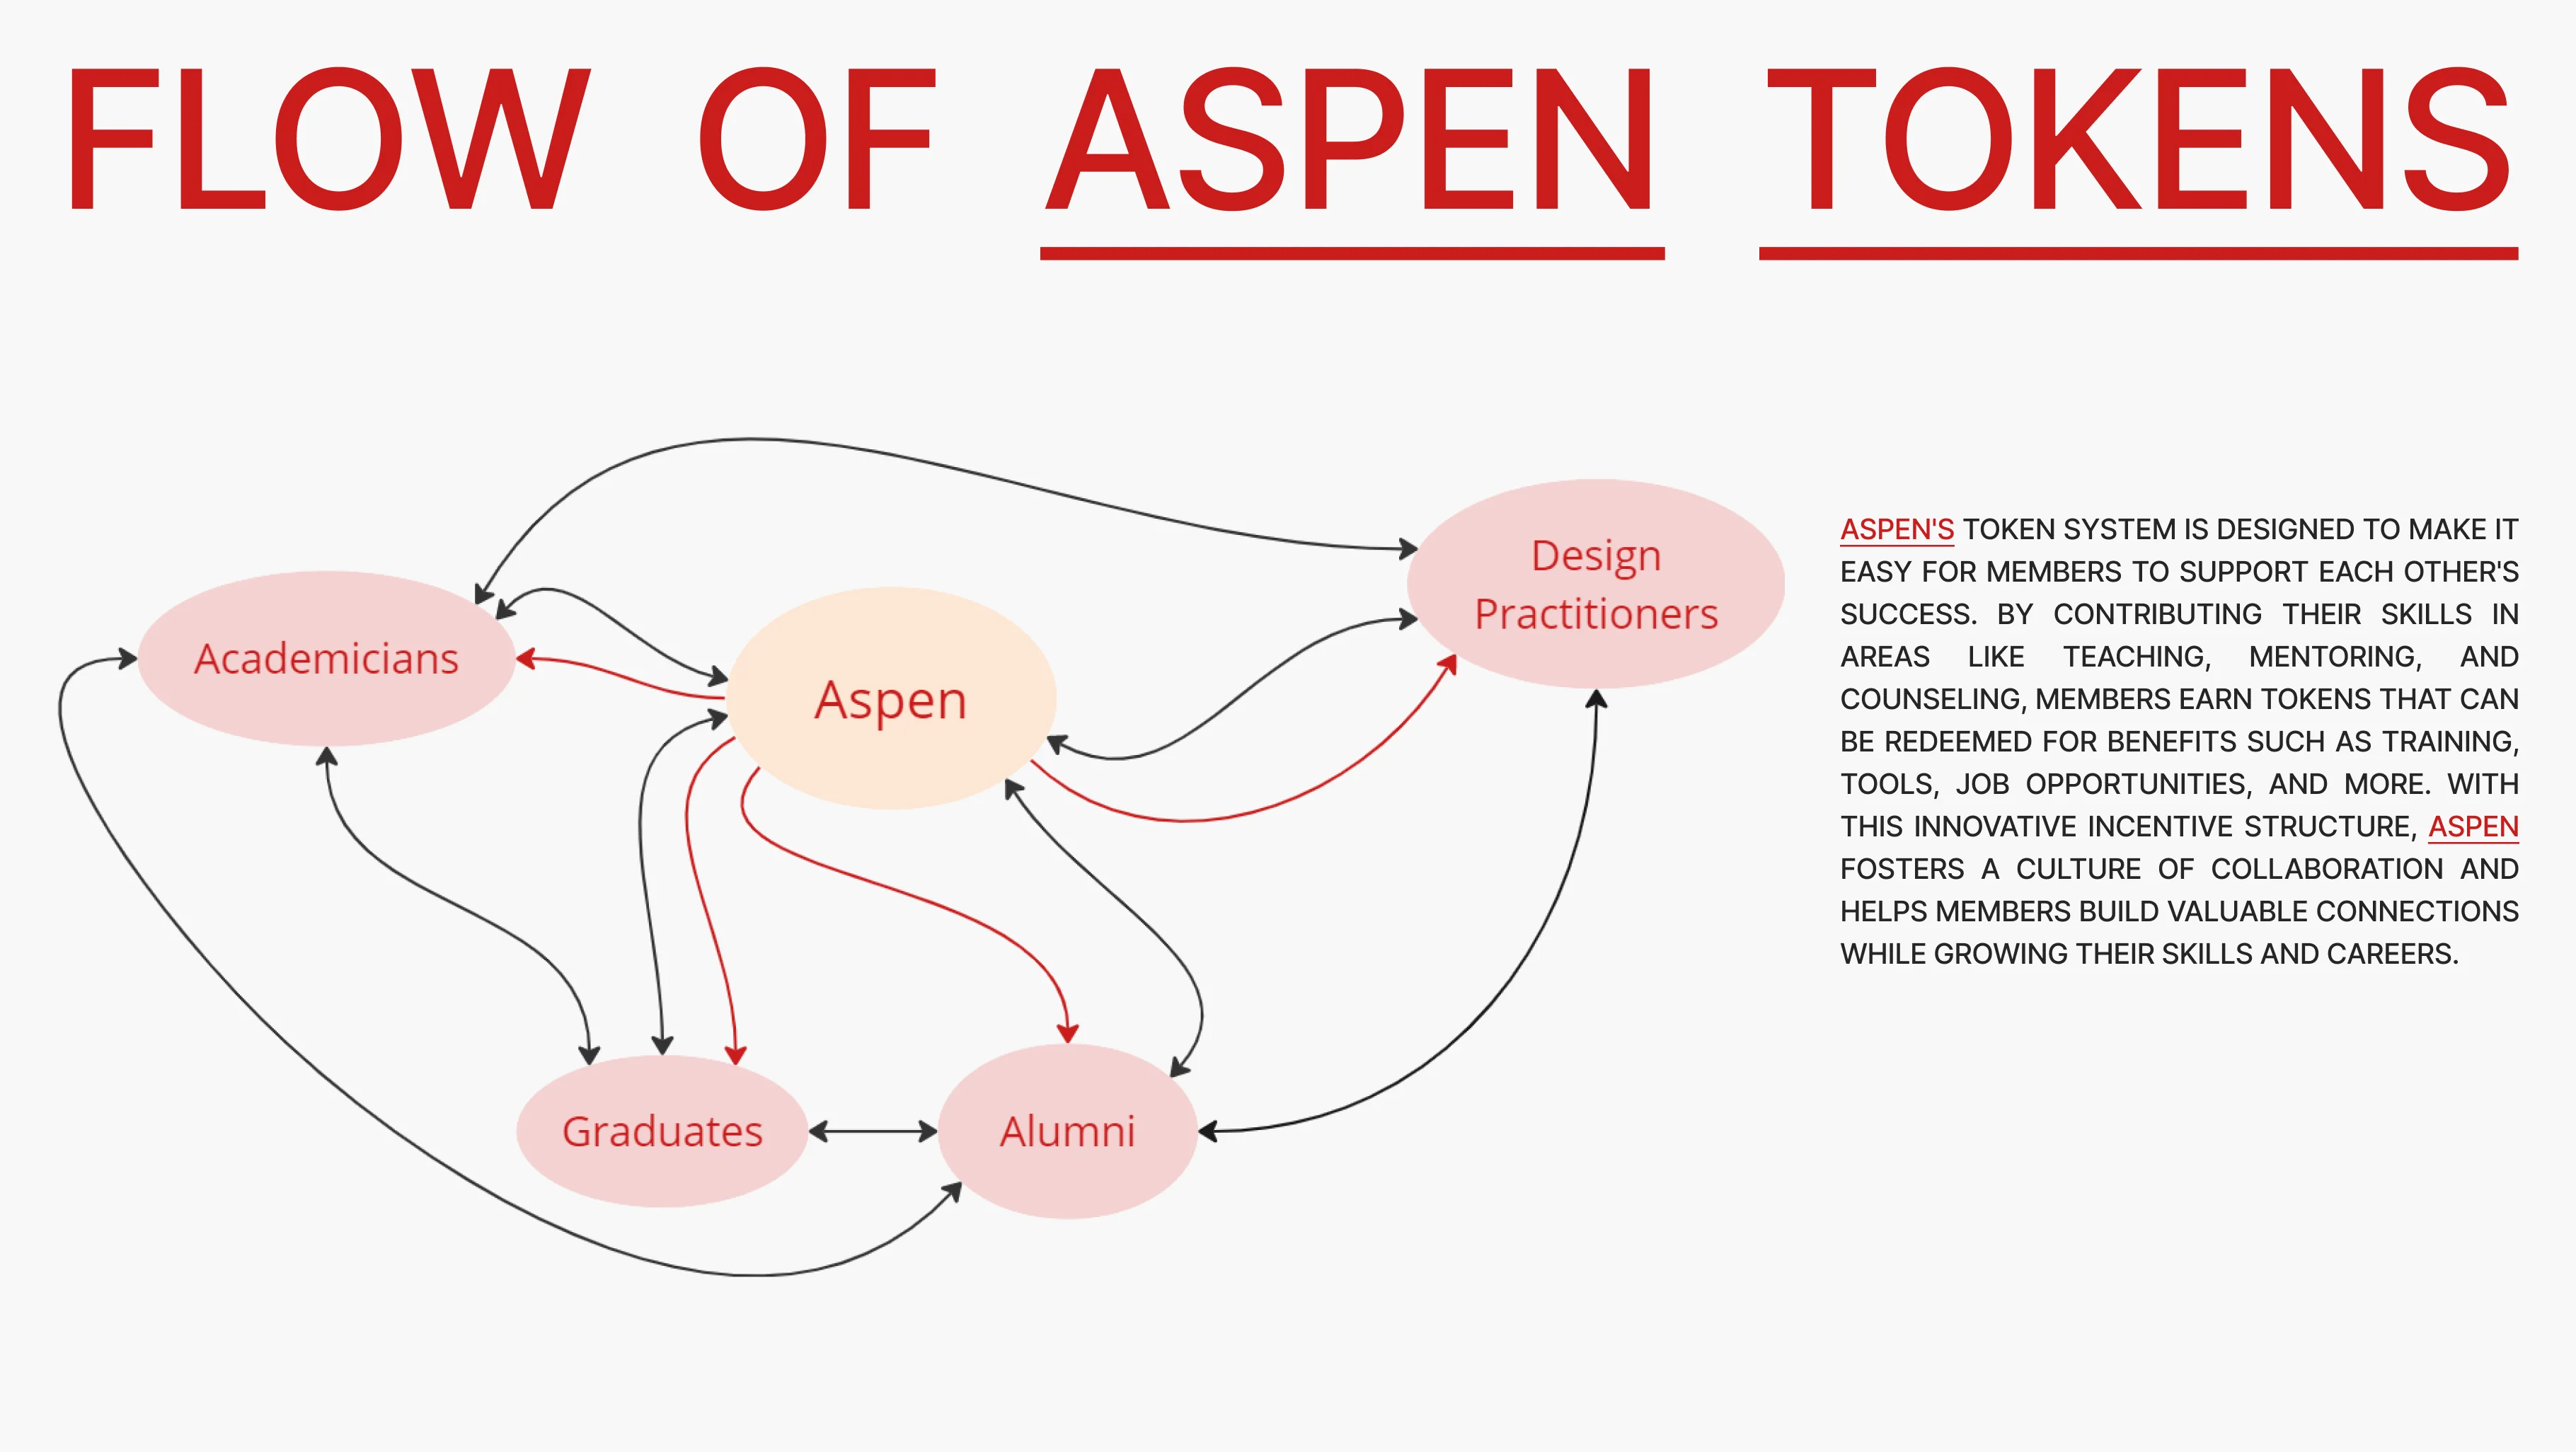 FLOW OF ASPEN TOKENS
Design
Practitioners
Academicians
Aspen
Graduates
Alumni
ASPEN'S TOKEN SYSTEM IS DESIGNED TO MAKE IT
EASY FOR MEMBERS TO SUPPORT EACH OTHER'S
SUCCESS. BY CONTRIBUTING THEIR SKILLS IN
AREAS LIKE TEACHING, MENTORING, AND
COUNSELING, MEMBERS EARN TOKENS THAT CAN
BE REDEEMED FOR BENEFITS SUCH AS TRAINING,
TOOLS, JOB OPPORTUNITIES, AND MORE. WITH
THIS INNOVATIVE INCENTIVE STRUCTURE, ASPEN
FOSTERS A CULTURE OF COLLABORATION AND
HELPS MEMBERS BUILD VALUABLE CONNECTIONS
WHILE GROWING THEIR SKILLS AND CAREERS.